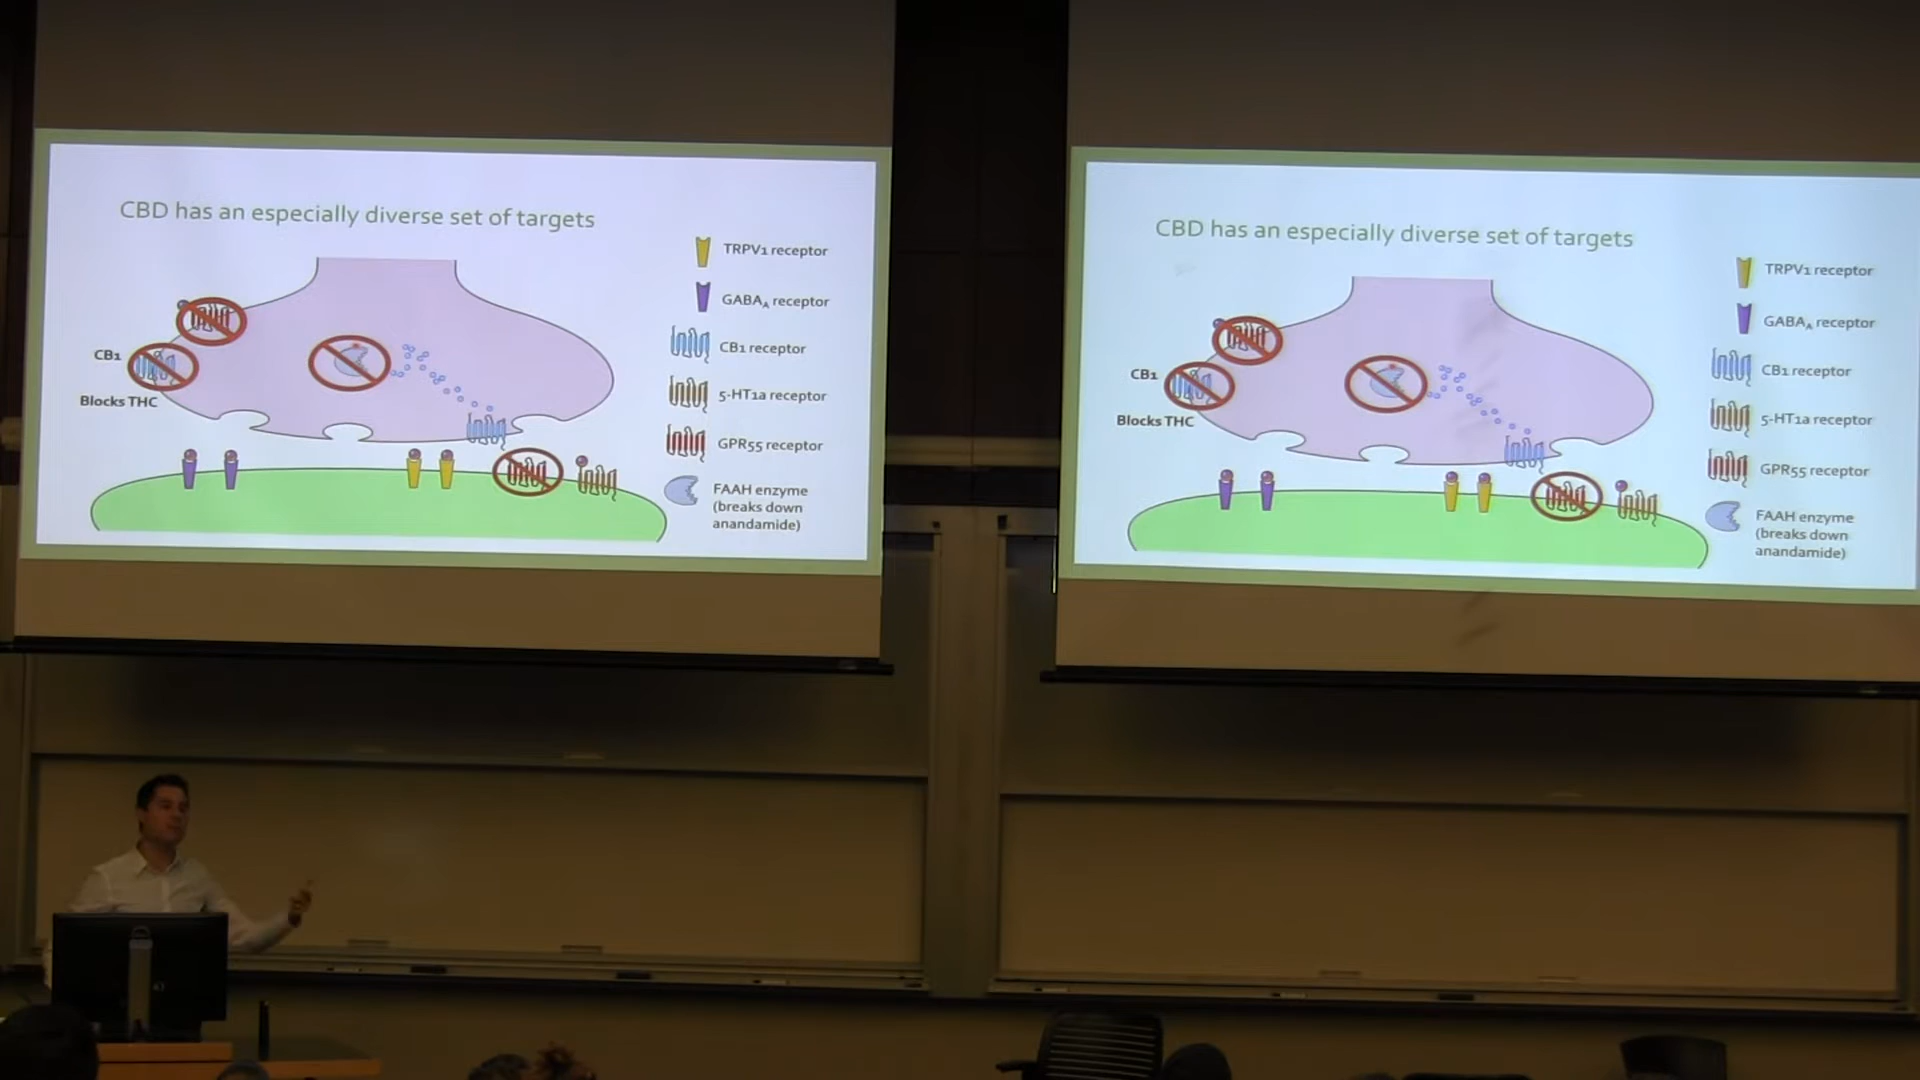 CBD has an especially diverse set of targets
TRPV1 receptor
GABAA receptor
CB1 receptor
5-HT1a receptor
GPR55 receptor
FAAH enzyme
(breaks down
anandamide)
CB1
Blocks THC
CBD has an especially diverse set of targets
TRPV1 receptor
GABAA receptor
CB1 receptor
5-HT1a receptor
GPR55 receptor
FAAH enzyme
(breaks down
anandamide)
CB1
Blocks THC